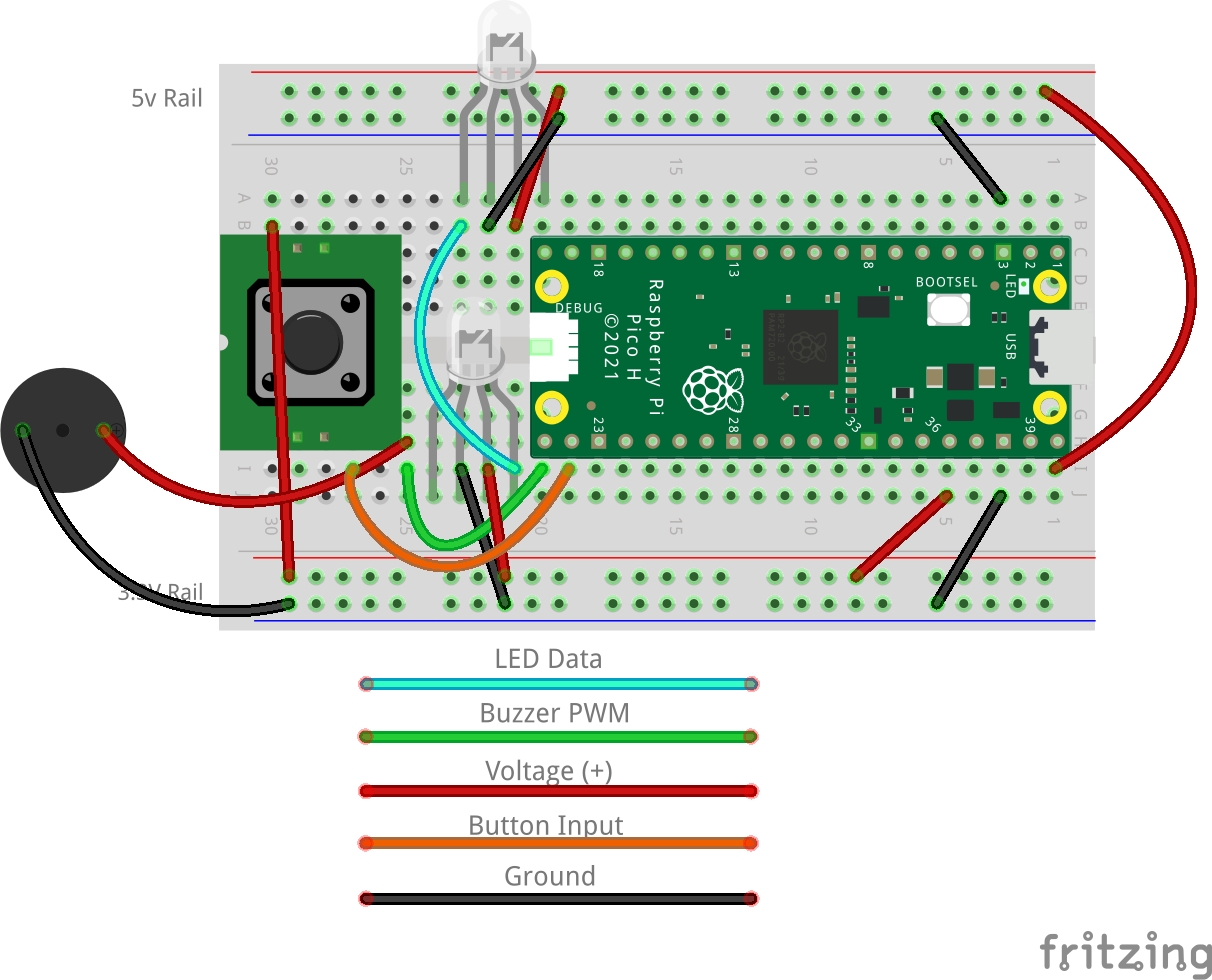 5v Rail
30 25 15 10 5 1
A A
B B
18 13 8 3 2 1
C
D
BOOTSEL LED
E
DEBUG
Raspberry Pi
Pico H
©2021
USB
F
G
23 28 33 36 39
H
I I
J
30 25 20 15 10 5 1
3.3V Rail
LED Data
Buzzer PWM
Voltage (+)
Button Input
Ground
fritzing